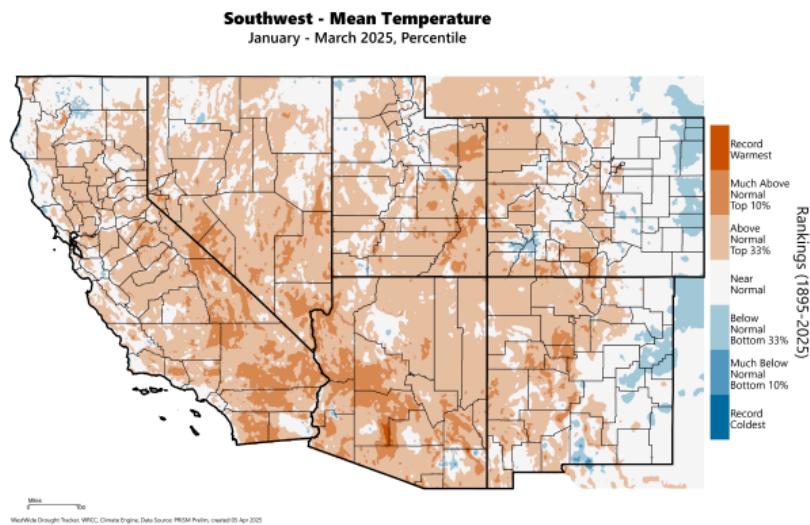 Southwest - Mean Temperature
January - March 2025, Percentile
Record
Warmest
Much Above
Normal
Top 10%
Above
Normal
Top 33%
Near
Normal
Below
Normal
Bottom 33%
Much Below
Normal
Bottom 10%
Record
Coldest
Rankings (1895-2025)
Miles
0 100
WestWide Drought Tracker, WRCC, Climate Engine, Data Source: PRISM Prelim, created 05 Apr 2025